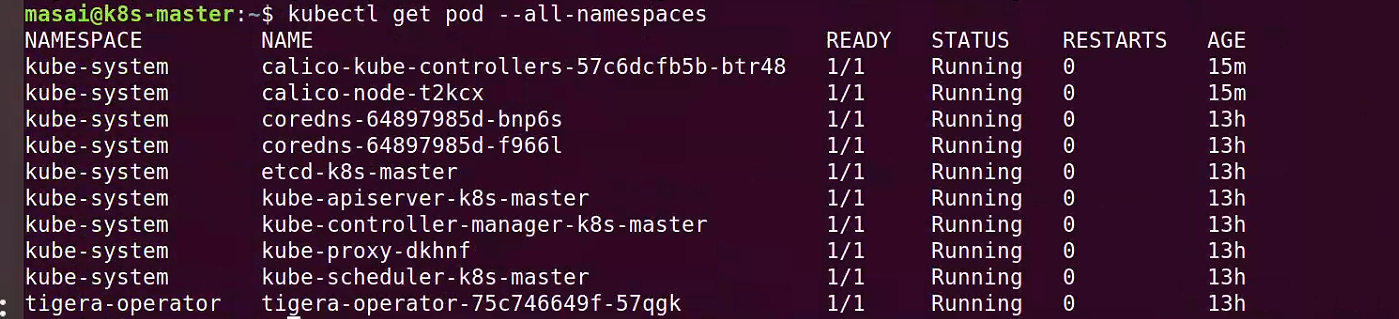 masai@k8s-master:~$ kubectl get pod --all-namespaces
NAMESPACE NAME READY STATUS RESTARTS AGE
kube-system calico-kube-controllers-57c6dcfb5b-btr48 1/1 Running 0 15m
kube-system calico-node-t2kcx 1/1 Running 0 15m
kube-system coredns-64897985d-bnp6s 1/1 Running 0 13h
kube-system coredns-64897985d-f966l 1/1 Running 0 13h
kube-system etcd-k8s-master 1/1 Running 0 13h
kube-system kube-apiserver-k8s-master 1/1 Running 0 13h
kube-system kube-controller-manager-k8s-master 1/1 Running 0 13h
kube-system kube-proxy-dkhnf 1/1 Running 0 13h
kube-system kube-scheduler-k8s-master 1/1 Running 0 13h
: tigera-operator tigera-operator-75c746649f-57qgk 1/1 Running 0 13h